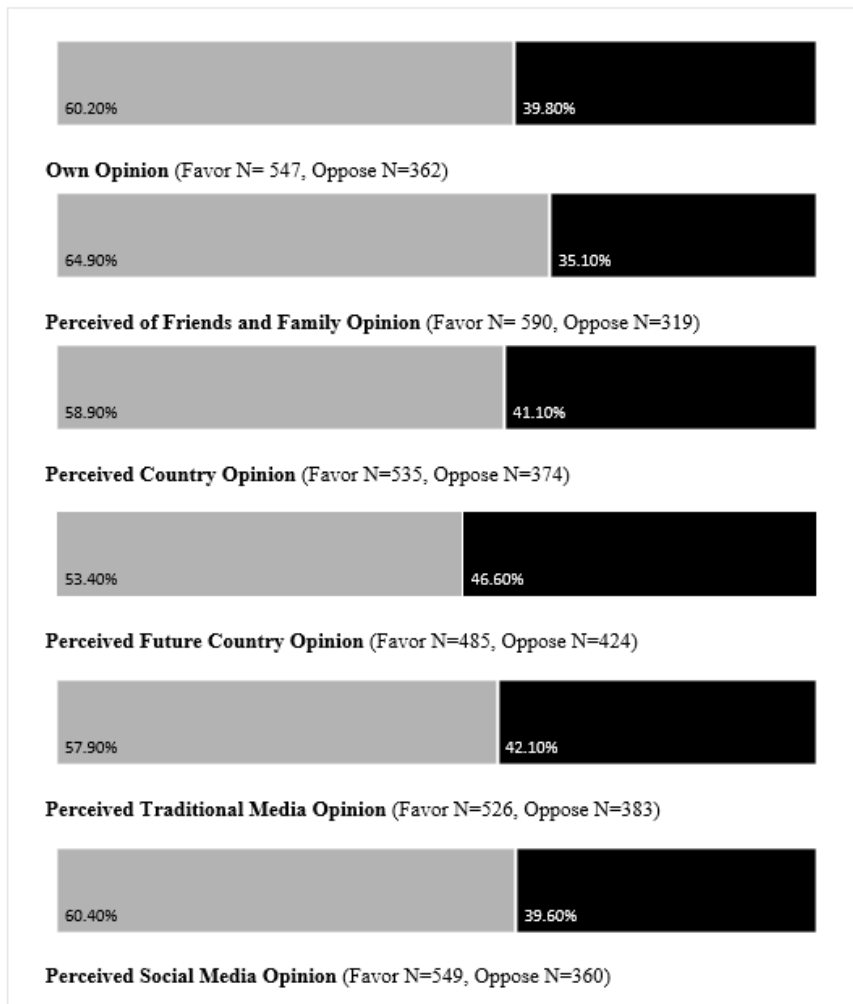 60.20% 39.80%
Own Opinion (Favor N= 547, Oppose N=362)
64.90% 35.10%
Perceived of Friends and Family Opinion (Favor N= 590, Oppose N=319)
58.90% 41.10%
Perceived Country Opinion (Favor N=535, Oppose N=374)
53.40% 46.60%
Perceived Future Country Opinion (Favor N=485, Oppose N=424)
57.90% 42.10%
Perceived Traditional Media Opinion (Favor N=526, Oppose N=383)
60.40% 39.60%
Perceived Social Media Opinion (Favor N=549, Oppose N=360)